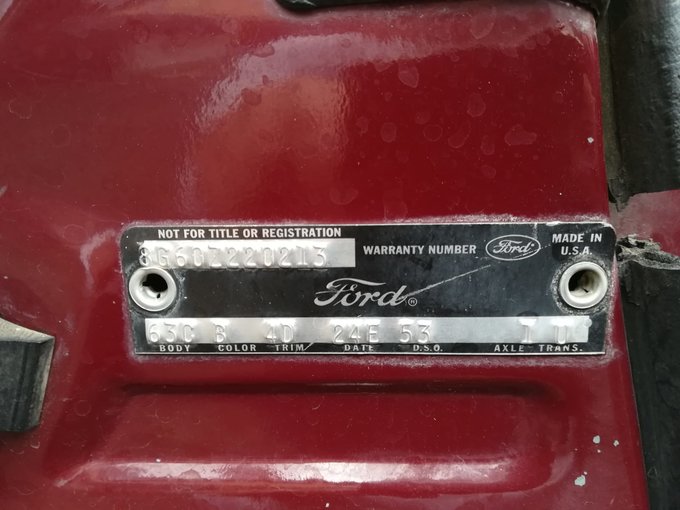 NOT FOR TITLE OR REGISTRATION
8G60Z220213
WARRANTY NUMBER
Ford
MADE IN
U.S.A
Ford
63C B 4D 24E 53 I U
BODY COLOR TRIM DATE D.S.O. AXLE TRANS.